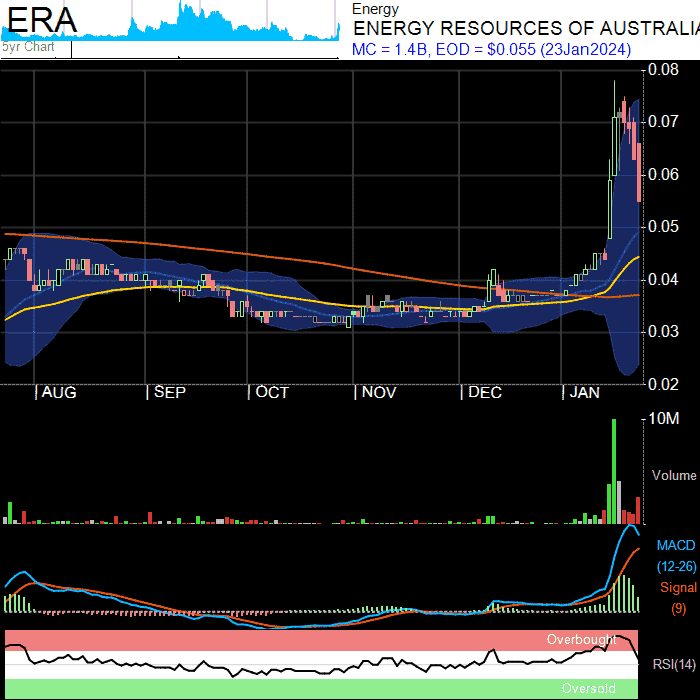 ERA
5yr Chart
Energy
ENERGY RESOURCES OF AUSTRALIA
MC = 1.4B, EOD = $0.055 (23Jan2024)
0.08
0.07
0.06
0.05
0.04
0.03
0.02
AUG
SEP
OCT
NOV
DEC
JAN
10M
Volume
MACD
(12-26)
Signal
(9)
Overbought
RSI(14)
Oversold